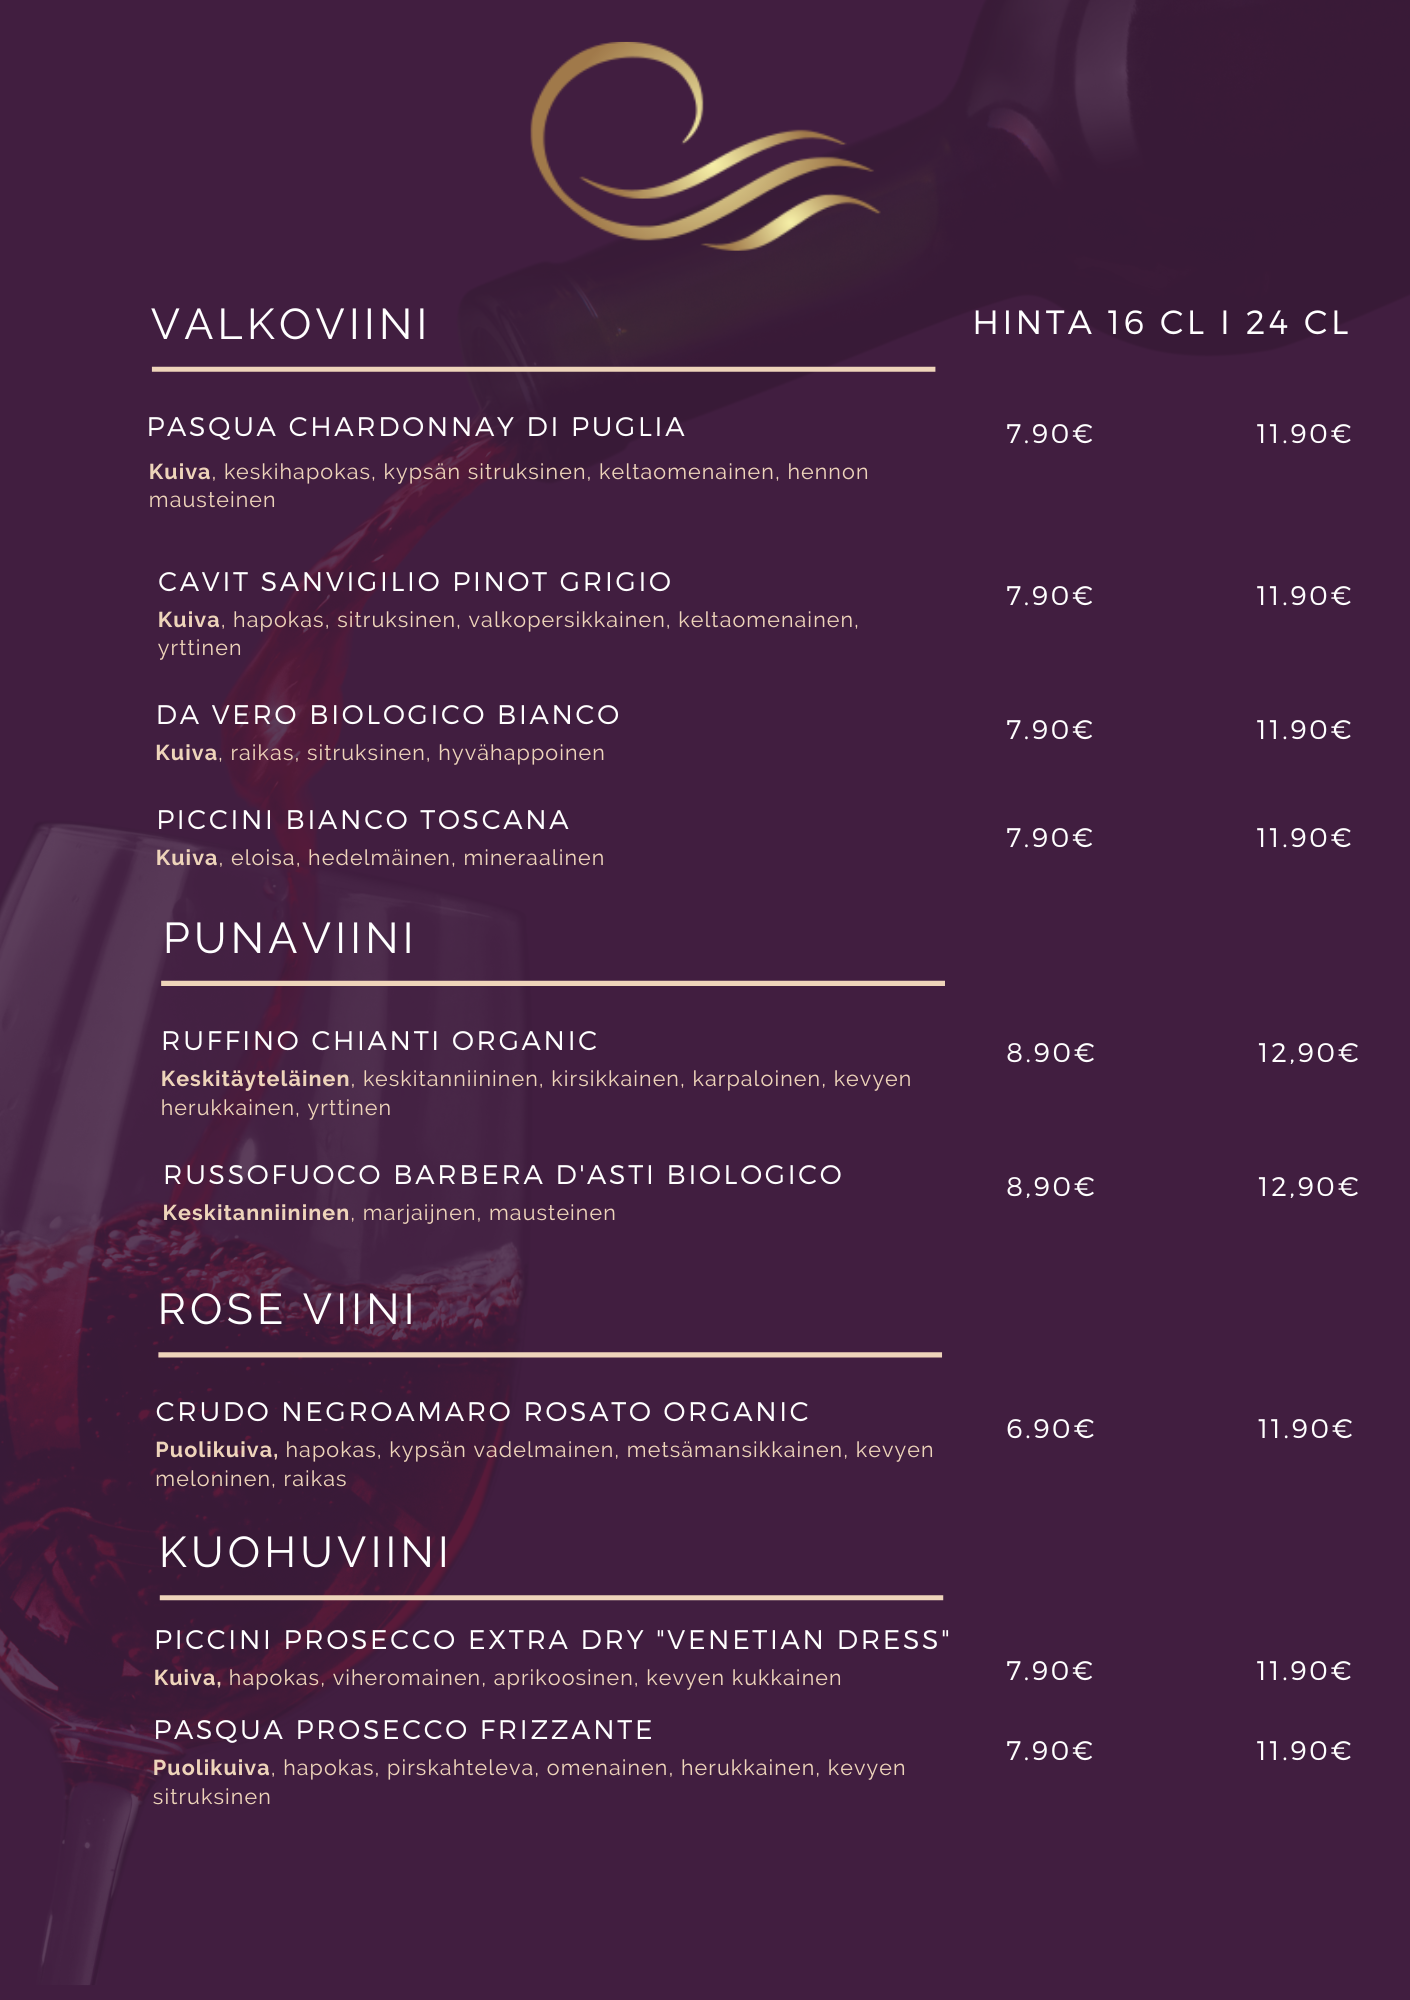 VALKOVIINI
HINTA 16 CL I 24 CL
PASQUA CHARDONNAY DI PUGLIA
7.90€ 11.90€
Kuiva, keskihapokas, kypsän sitruksinen, keltaomenainen, hennon
mausteinen
CAVIT SANVIGILIO PINOT GRIGIO
7.90€ 11.90€
Kuiva, hapokas, sitruksinen, valkopersikkainen, keltaomenainen,
yrttinen
DA VERO BIOLOGICO BIANCO
7.90€ 11.90€
Kuiva, raikas, sitruksinen, hyvähappoinen
PICCINI BIANCO TOSCANA
7.90€ 11.90€
Kuiva, eloisa, hedelmäinen, mineraalinen
PUNAVIINI
RUFFINO CHIANTI ORGANIC
8.90€ 12,90€
Keskitäyteläinen, keskitanniininen, kirsikkainen, karpaloinen, kevyen
herukkainen, yrttinen
RUSSOFUOCO BARBERA D'ASTI BIOLOGICO
8,90€ 12,90€
Keskitanniininen, marjaijnen, mausteinen
ROSE VIINI
CRUDO NEGROAMARO ROSATO ORGANIC
6.90€ 11.90€
Puolikuiva, hapokas, kypsän vadelmainen, metsämansikkainen, kevyen
meloninen, raikas
KUOHUVIINI
PICCINI PROSECCO EXTRA DRY "VENETIAN DRESS"
7.90€ 11.90€
Kuiva, hapokas, viheromainen, aprikoosinen, kevyen kukkainen
PASQUA PROSECCO FRIZZANTE
7.90€ 11.90€
Puolikuiva, hapokas, pirskahteleva, omenainen, herukkainen, kevyen
sitruksinen